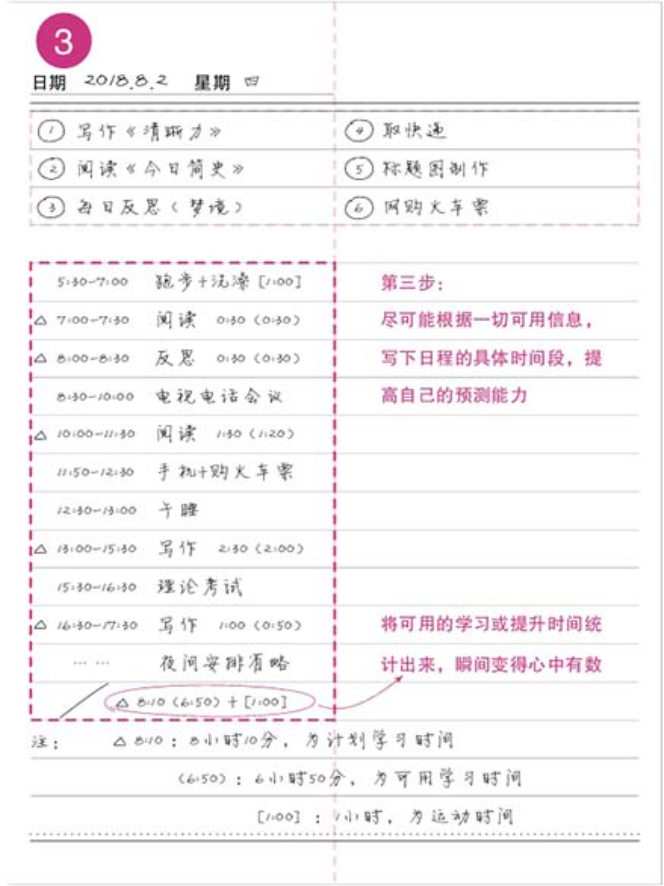 3
日期 2018.8.2 星期 四
① 写作《清晰力》 ④ 取快递
② 阅读《今日简史》 ⑤ 标题图制作
③ 每日反思(梦境) ⑥ 网购火车票
5:30-7:00 跑步+洗漱 [1:00] 第三步:
△ 7:00-7:30 阅读 0:30 (0:30) 尽可能根据一切可用信息,
△ 8:00-8:30 反思 0:30 (0:30) 写下日程的具体时间段,提
8:30-10:00 电视电话会议 高自己的预测能力
△ 10:00-11:30 阅读 1:30 (1:20)
11:50-12:30 手机+购火车票
12:30-13:00 午睡
△ 13:00-15:30 写作 2:30 (2:00)
15:30-16:30 理论考试
△ 16:30-17:30 写作 1:00 (0:50) 将可用的学习或提升时间统
…… 夜间安排省略 计出来,瞬间变得心中有数
△ 8:10 (6:50) + [1:00]
注: △ 8:10:8小时10分,为计划学习时间
(6:50):6小时50分,为可用学习时间
[1:00]:1小时,为运动时间